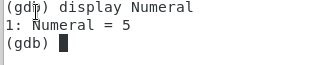 (gdb) display Numeral
1: Numeral = 5
(gdb)